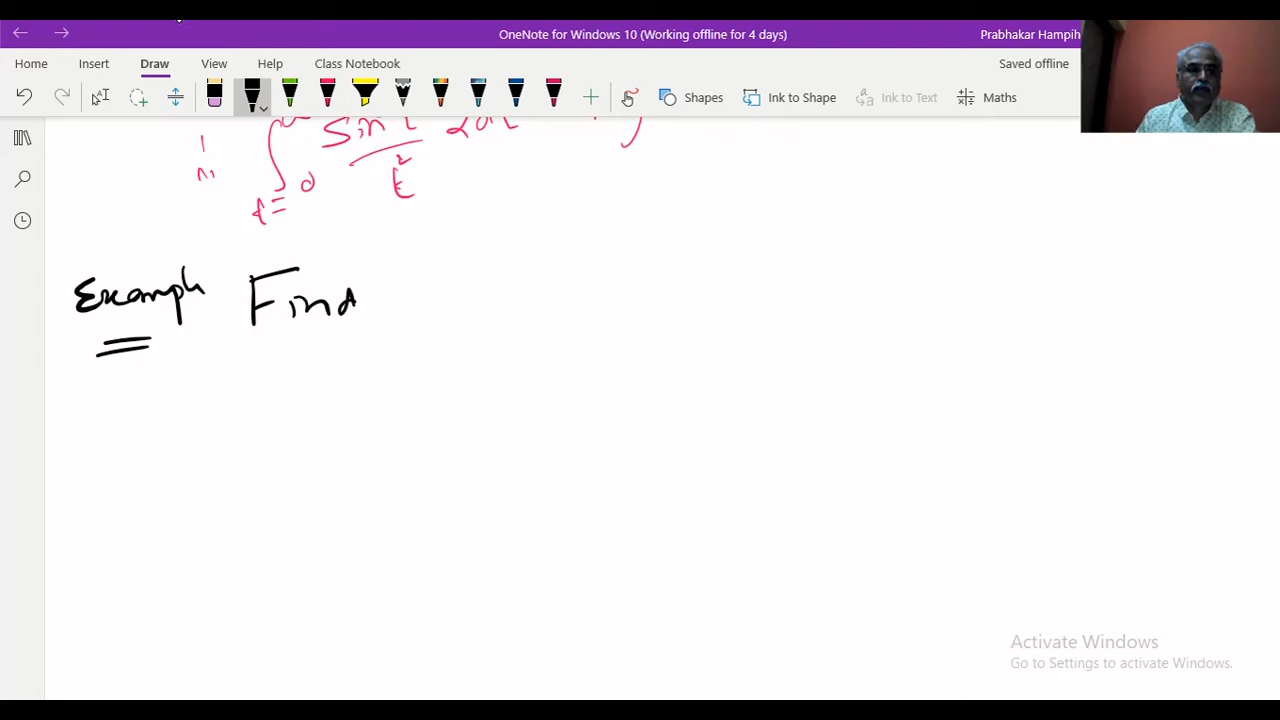 OneNote for Windows 10 (Working offline for 4 days)
Prabhakar Hampih
Home Insert Draw View Help Class Notebook Saved offline
Shapes Ink to Shape Ink to Text Maths
Sin
t²
t=
Example Find
Activate Windows
Go to Settings to activate Windows.